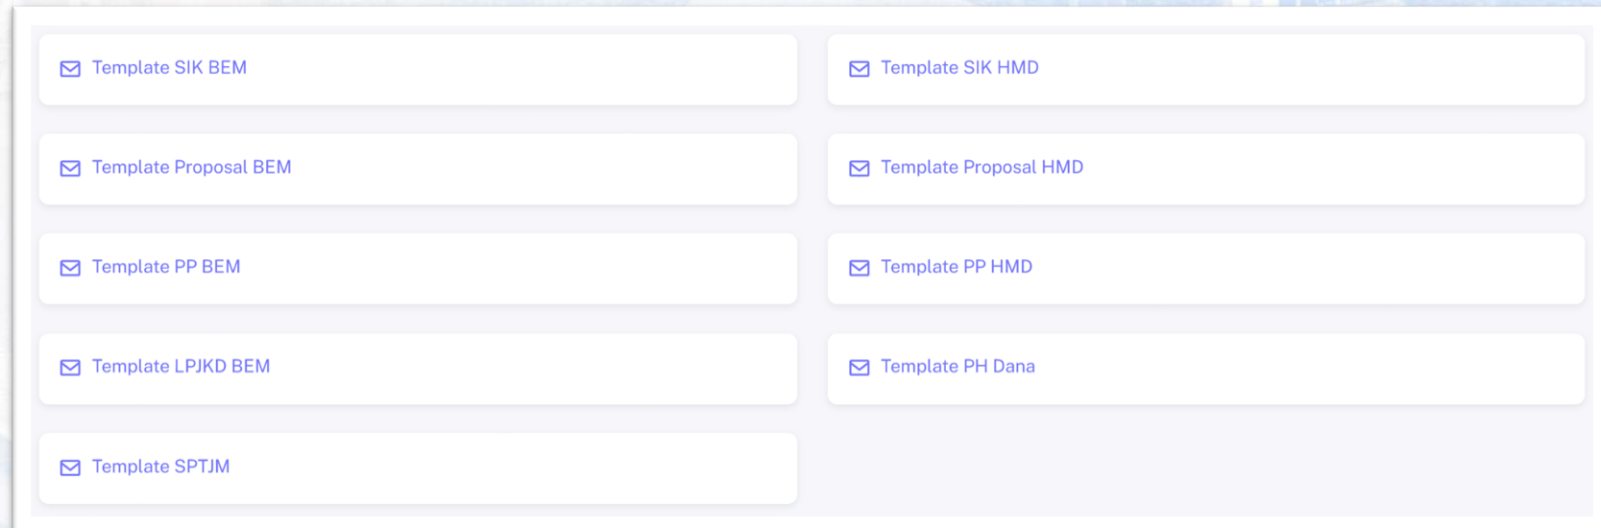 Template SIK BEM
Template SIK HMD
Template Proposal BEM
Template Proposal HMD
Template PP BEM
Template PP HMD
Template LPJKD BEM
Template PH Dana
Template SPTJM